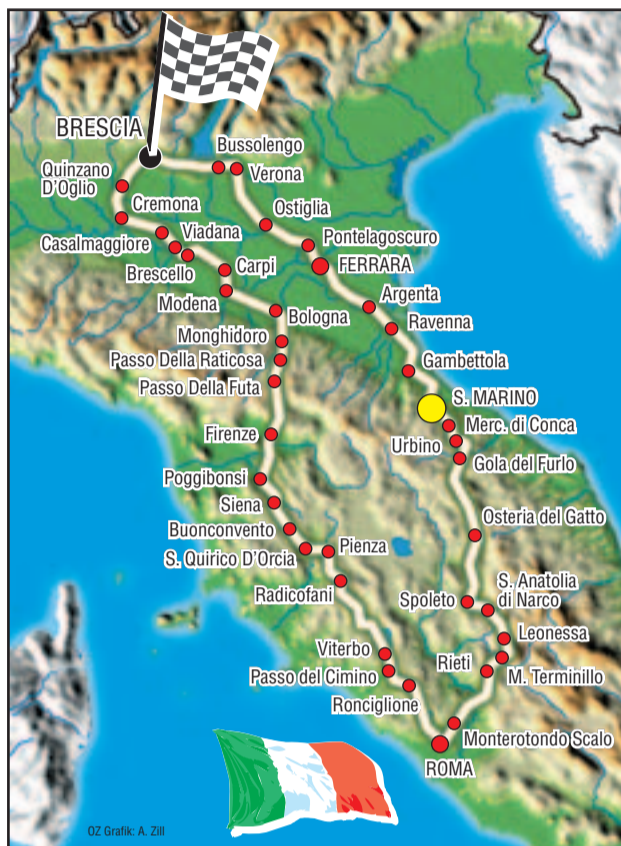 BRESCIA
Bussolengo
Verona
Quinzano
D'Oglio
Cremona
Ostiglia
Viadana
Casalmaggiore
Pontelagoscuro
FERRARA
Brescello
Carpi
Modena
Argenta
Bologna
Ravenna
Monghidoro
Passo Della Raticosa
Gambettola
Passo Della Futa
S. MARINO
Merc. di Conca
Firenze
Urbino
Gola del Furlo
Poggibonsi
Siena
Osteria del Gatto
Buonconvento
Pienza
S. Quirico D'Orcia
S. Anatolia
di Narco
Radicofani
Spoleto
Leonessa
Viterbo
Rieti
Passo del Cimino
M. Terminillo
Ronciglione
Monterotondo Scalo
ROMA
OZ Grafik: A. Zill